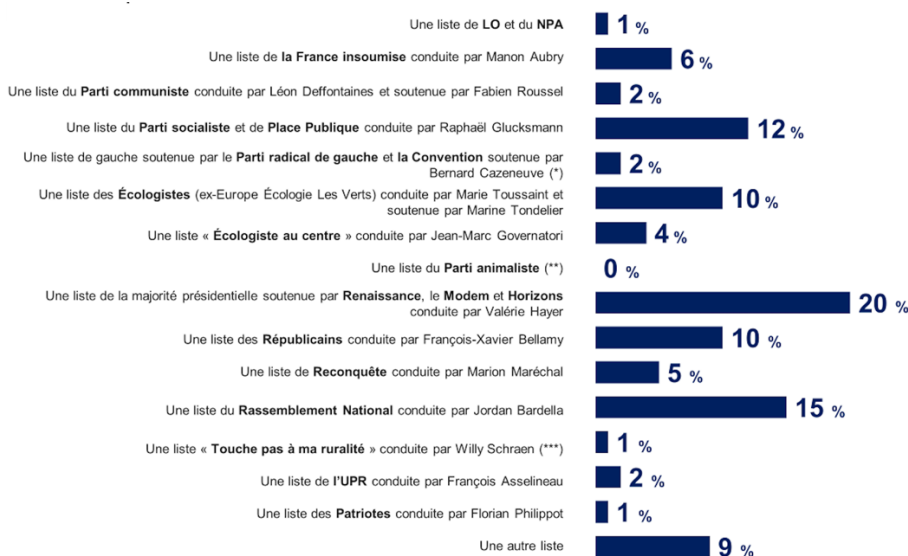 Une liste de LO et du NPA 1 %
Une liste de la France insoumise conduite par Manon Aubry 6 %
Une liste du Parti communiste conduite par Léon Deffontaines et soutenue par Fabien Roussel 2 %
Une liste du Parti socialiste et de Place Publique conduite par Raphaël Glucksmann 12 %
Une liste de gauche soutenue par le Parti radical de gauche et la Convention soutenue par
Bernard Cazeneuve (*) 2 %
Une liste des Écologistes (ex-Europe Écologie Les Verts) conduite par Marie Toussaint et
soutenue par Marine Tondelier 10 %
Une liste « Écologiste au centre » conduite par Jean-Marc Governatori 4 %
Une liste du Parti animaliste (**) 0 %
Une liste de la majorité présidentielle soutenue par Renaissance, le Modem et Horizons
conduite par Valérie Hayer 20 %
Une liste des Républicains conduite par François-Xavier Bellamy 10 %
Une liste de Reconquête conduite par Marion Maréchal 5 %
Une liste du Rassemblement National conduite par Jordan Bardella 15 %
Une liste « Touche pas à ma ruralité » conduite par Willy Schraen (***) 1 %
Une liste de l'UPR conduite par François Asselineau 2 %
Une liste des Patriotes conduite par Florian Philippot 1 %
Une autre liste 9 %